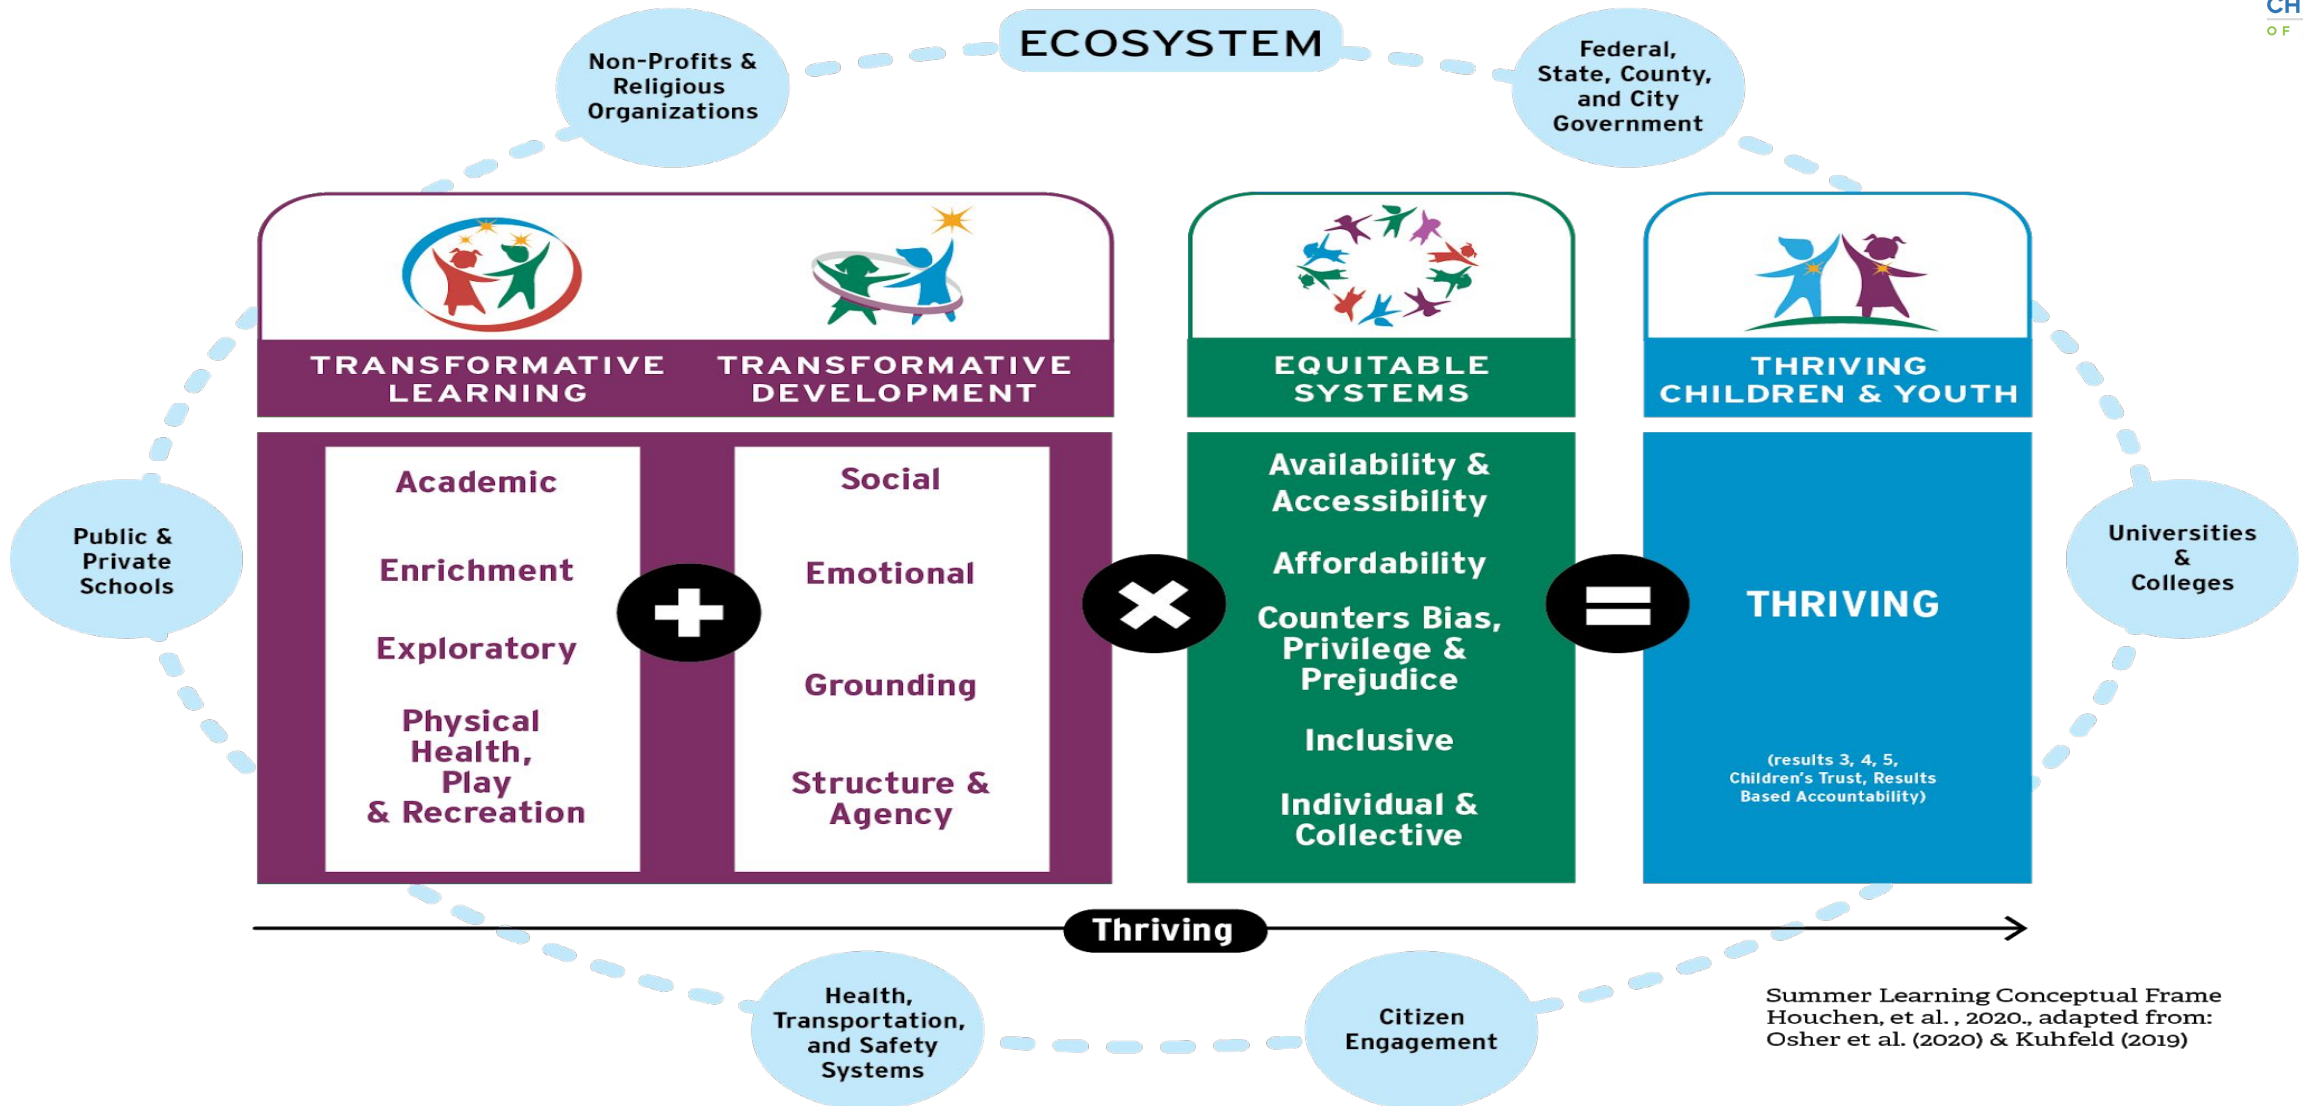 CH
OF
ECOSYSTEM
Non-Profits &
Religious
Organizations
Federal,
State, County,
and City
Government
Public &
Private
Schools
Universities
&
Colleges
TRANSFORMATIVE
LEARNING
TRANSFORMATIVE
DEVELOPMENT
EQUITABLE
SYSTEMS
THRIVING
CHILDREN & YOUTH
Academic
Enrichment
Exploratory
Physical
Health,
Play
& Recreation
+
Social
Emotional
Grounding
Structure &
Agency
×
Availability &
Accessibility
Affordability
Counters Bias,
Privilege &
Prejudice
Inclusive
Individual &
Collective
=
THRIVING
(results 3, 4, 5,
Children's Trust, Results
Based Accountability)
Thriving
Health,
Transportation,
and Safety
Systems
Citizen
Engagement
Summer Learning Conceptual Frame
Houchen, et al. , 2020., adapted from:
Osher et al. (2020) & Kuhfeld (2019)